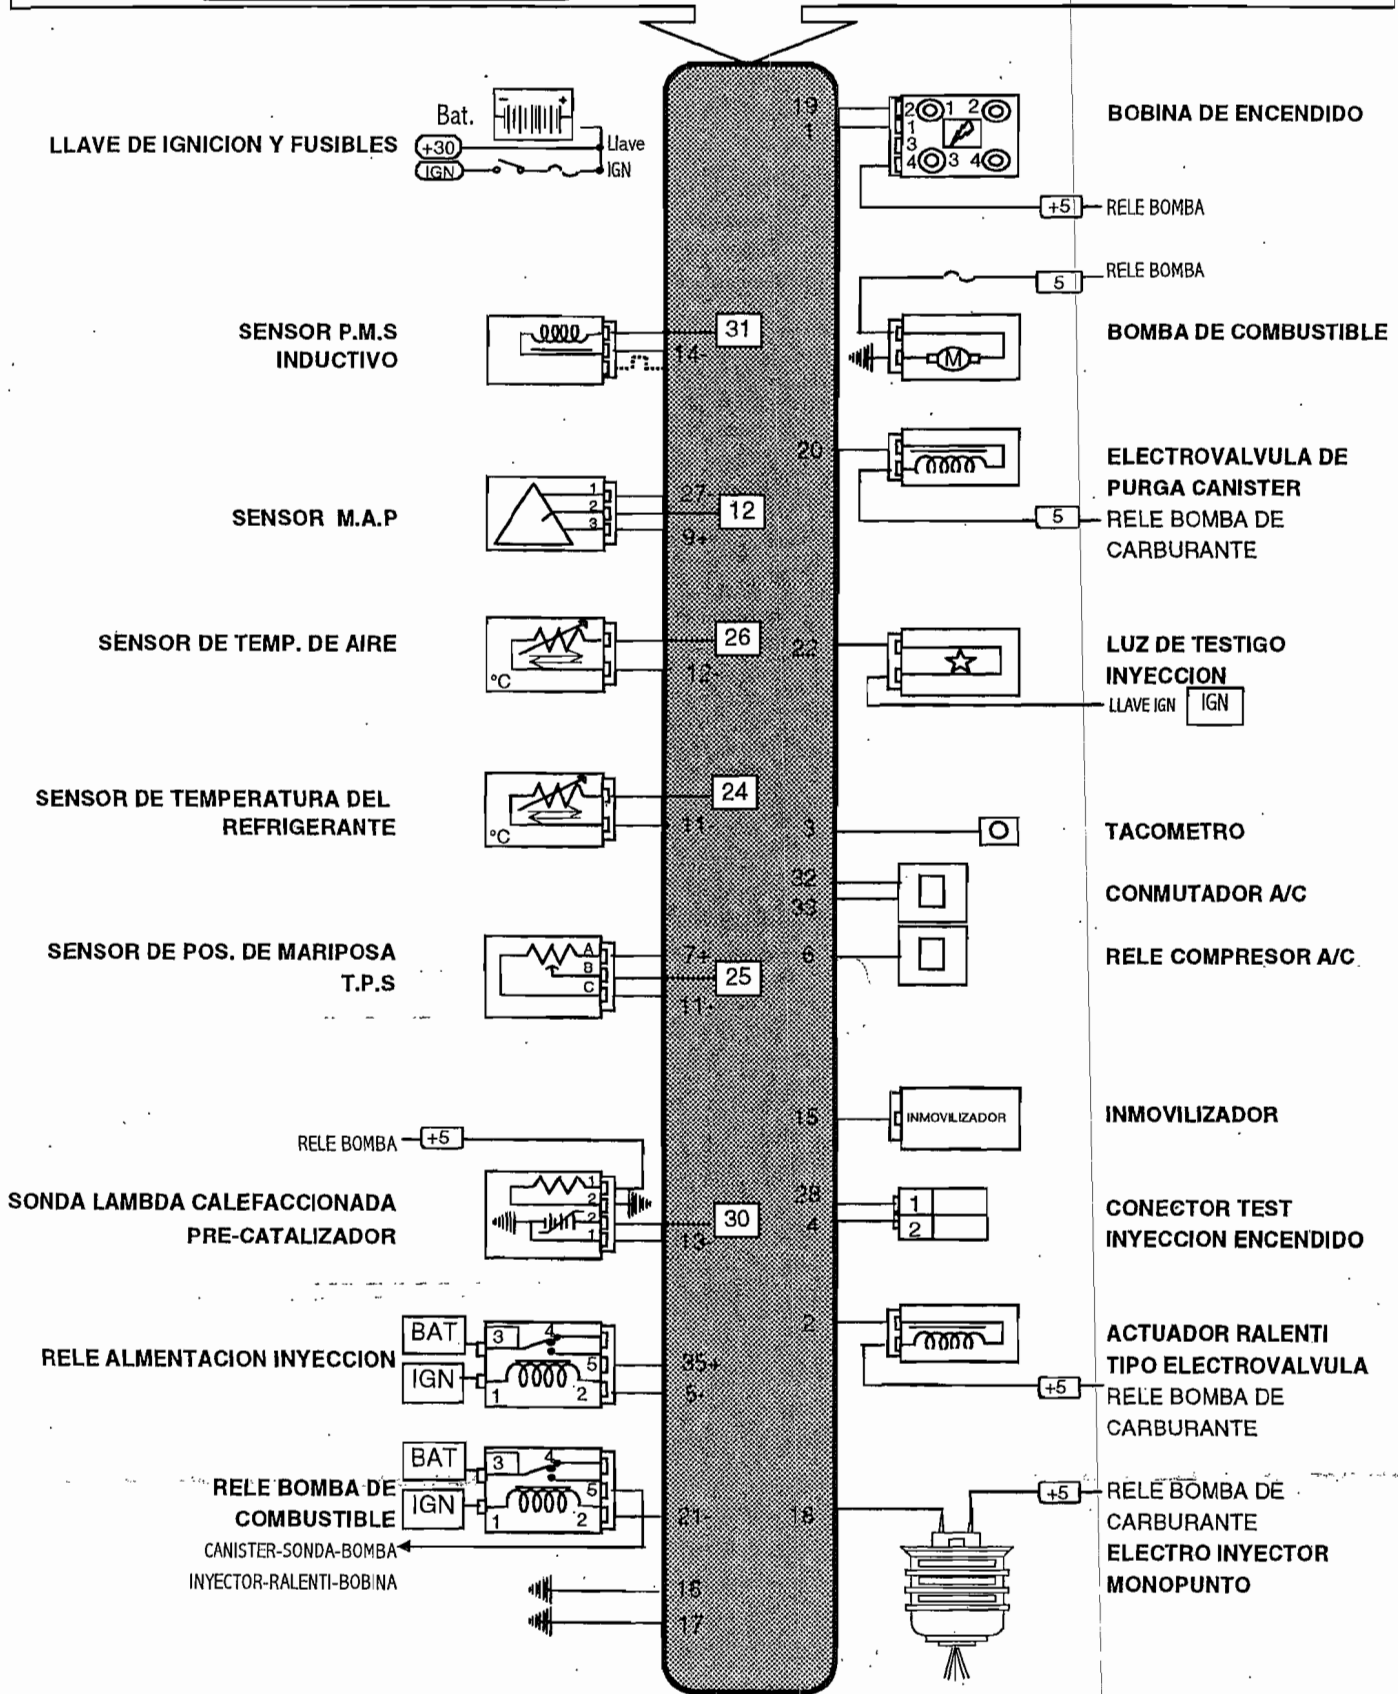 LLAVE DE IGNICION Y FUSIBLES
Bat.
- +
+30
Llave
IGN
IGN
SENSOR P.M.S
INDUCTIVO
31
14-
SENSOR M.A.P
1
2
3
27-
12
9+
SENSOR DE TEMP. DE AIRE
°C
26
12-
SENSOR DE TEMPERATURA DEL
REFRIGERANTE
°C
24
11-
SENSOR DE POS. DE MARIPOSA
T.P.S
A
B
C
7+
25
11-
RELE BOMBA
+5
SONDA LAMBDA CALEFACCIONADA
PRE-CATALIZADOR
1
2
2
1
30
13-
RELE ALMENTACION INYECCION
BAT
IGN
3
4
5
1
2
35+
5-
RELE BOMBA DE
COMBUSTIBLE
BAT
IGN
3
4
5
1
2
21-
CANISTER-SONDA-BOMBA
INYECTOR-RALENTI-BOBINA
16
17
19
1
2 1 2
1
3
4 3 4
BOBINA DE ENCENDIDO
+5
RELE BOMBA
5
RELE BOMBA
M
BOMBA DE COMBUSTIBLE
20
ELECTROVALVULA DE
PURGA CANISTER
5
RELE BOMBA DE
CARBURANTE
22
LUZ DE TESTIGO
INYECCION
LLAVE IGN
IGN
3
TACOMETRO
32
33
CONMUTADOR A/C
6
RELE COMPRESOR A/C
15
INMOVILIZADOR
INMOVILIZADOR
28
4
1
2
CONECTOR TEST
INYECCION ENCENDIDO
2
ACTUADOR RALENTI
TIPO ELECTROVALVULA
+5
RELE BOMBA DE
CARBURANTE
18
+5
RELE BOMBA DE
CARBURANTE
ELECTRO INYECTOR
MONOPUNTO